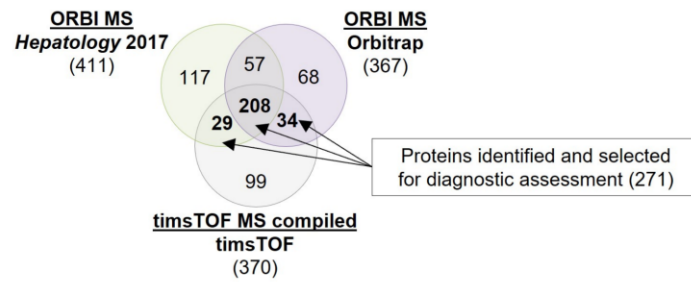 ORBI MS
Hepatology 2017
(411)
ORBI MS
Orbitrap
(367)
117
57
68
208
29
34
99
Proteins identified and selected
for diagnostic assessment (271)
timsTOF MS compiled
timsTOF
(370)